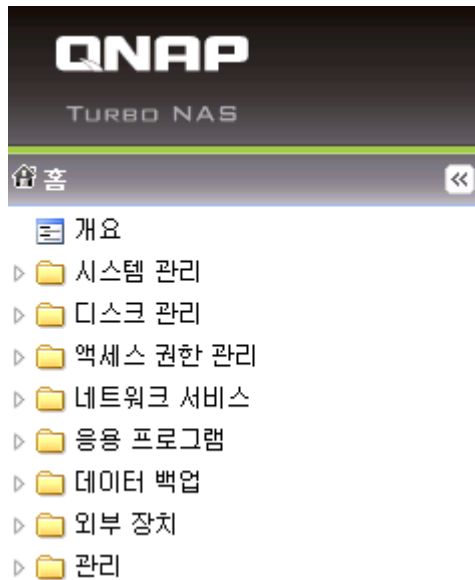 QNAP
TURBO NAS
홈
개요
시스템 관리
디스크 관리
액세스 권한 관리
네트워크 서비스
응용 프로그램
데이터 백업
외부 장치
관리